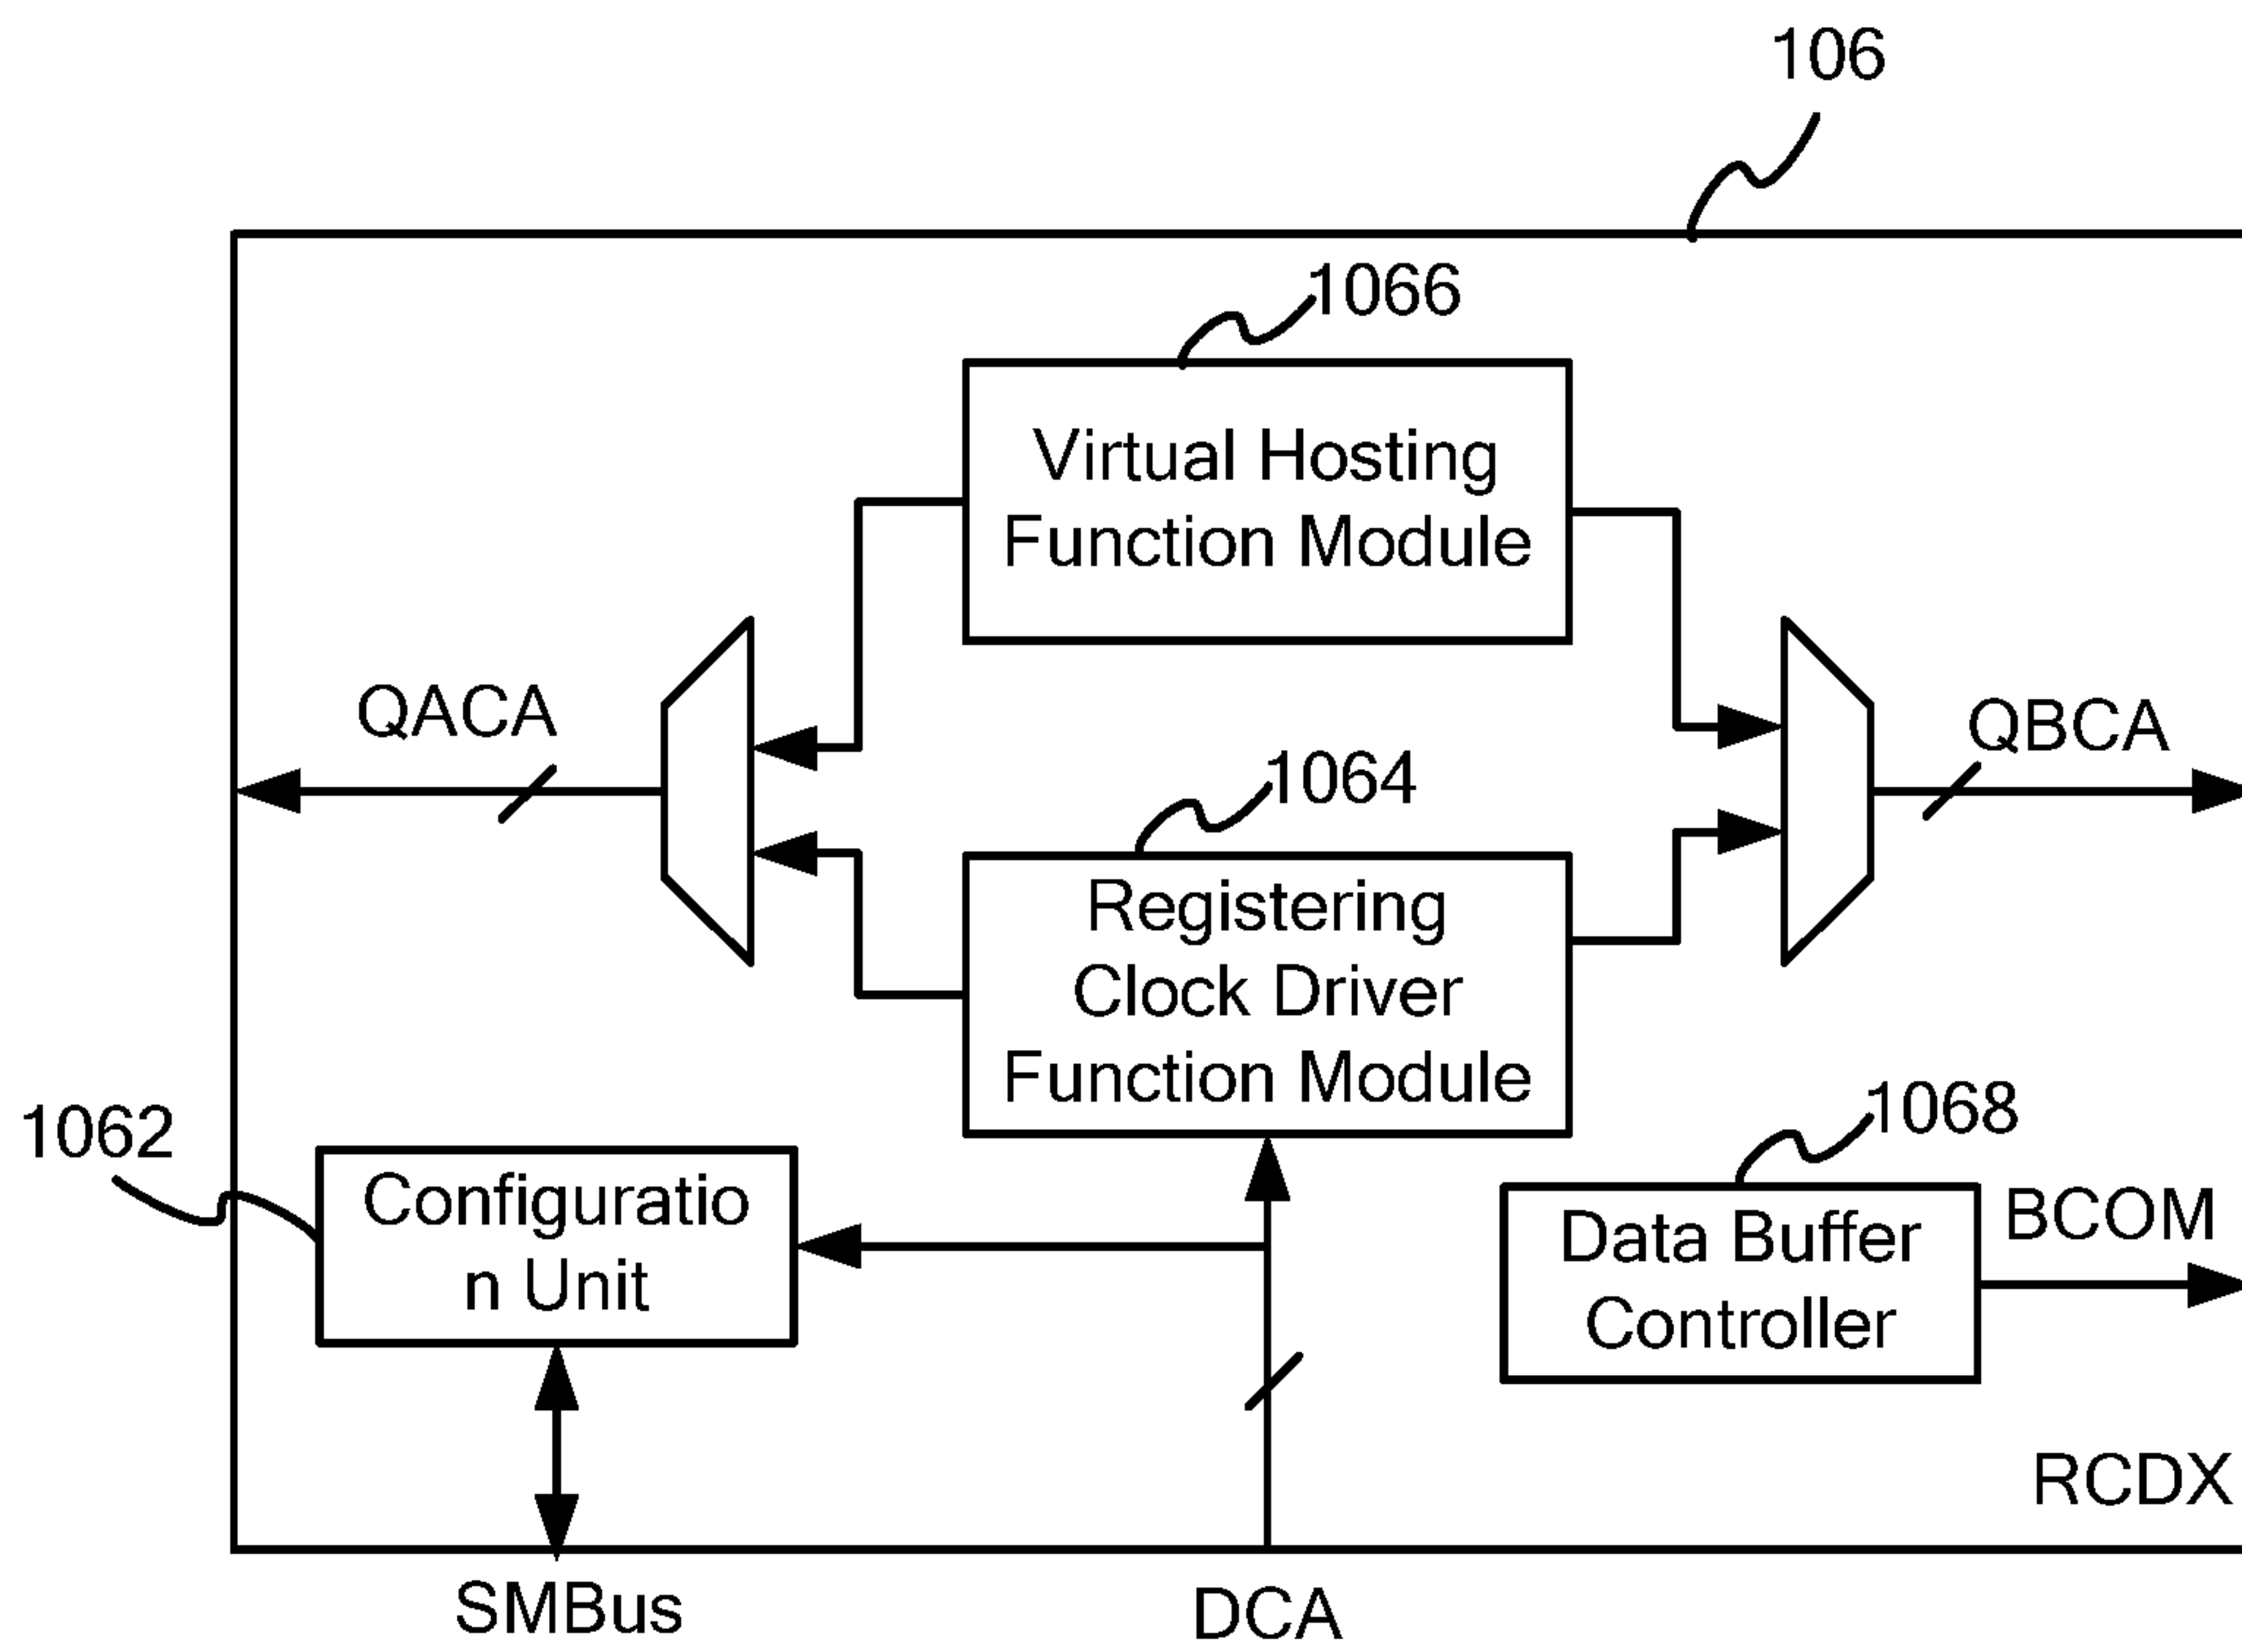 106
1066
Virtual Hosting
Function Module
QACA
QBCA
1064
Registering
Clock Driver
Function Module
1062
Configuratio
n Unit
1068
Data Buffer
Controller
BCOM
RCDX
SMBus
DCA